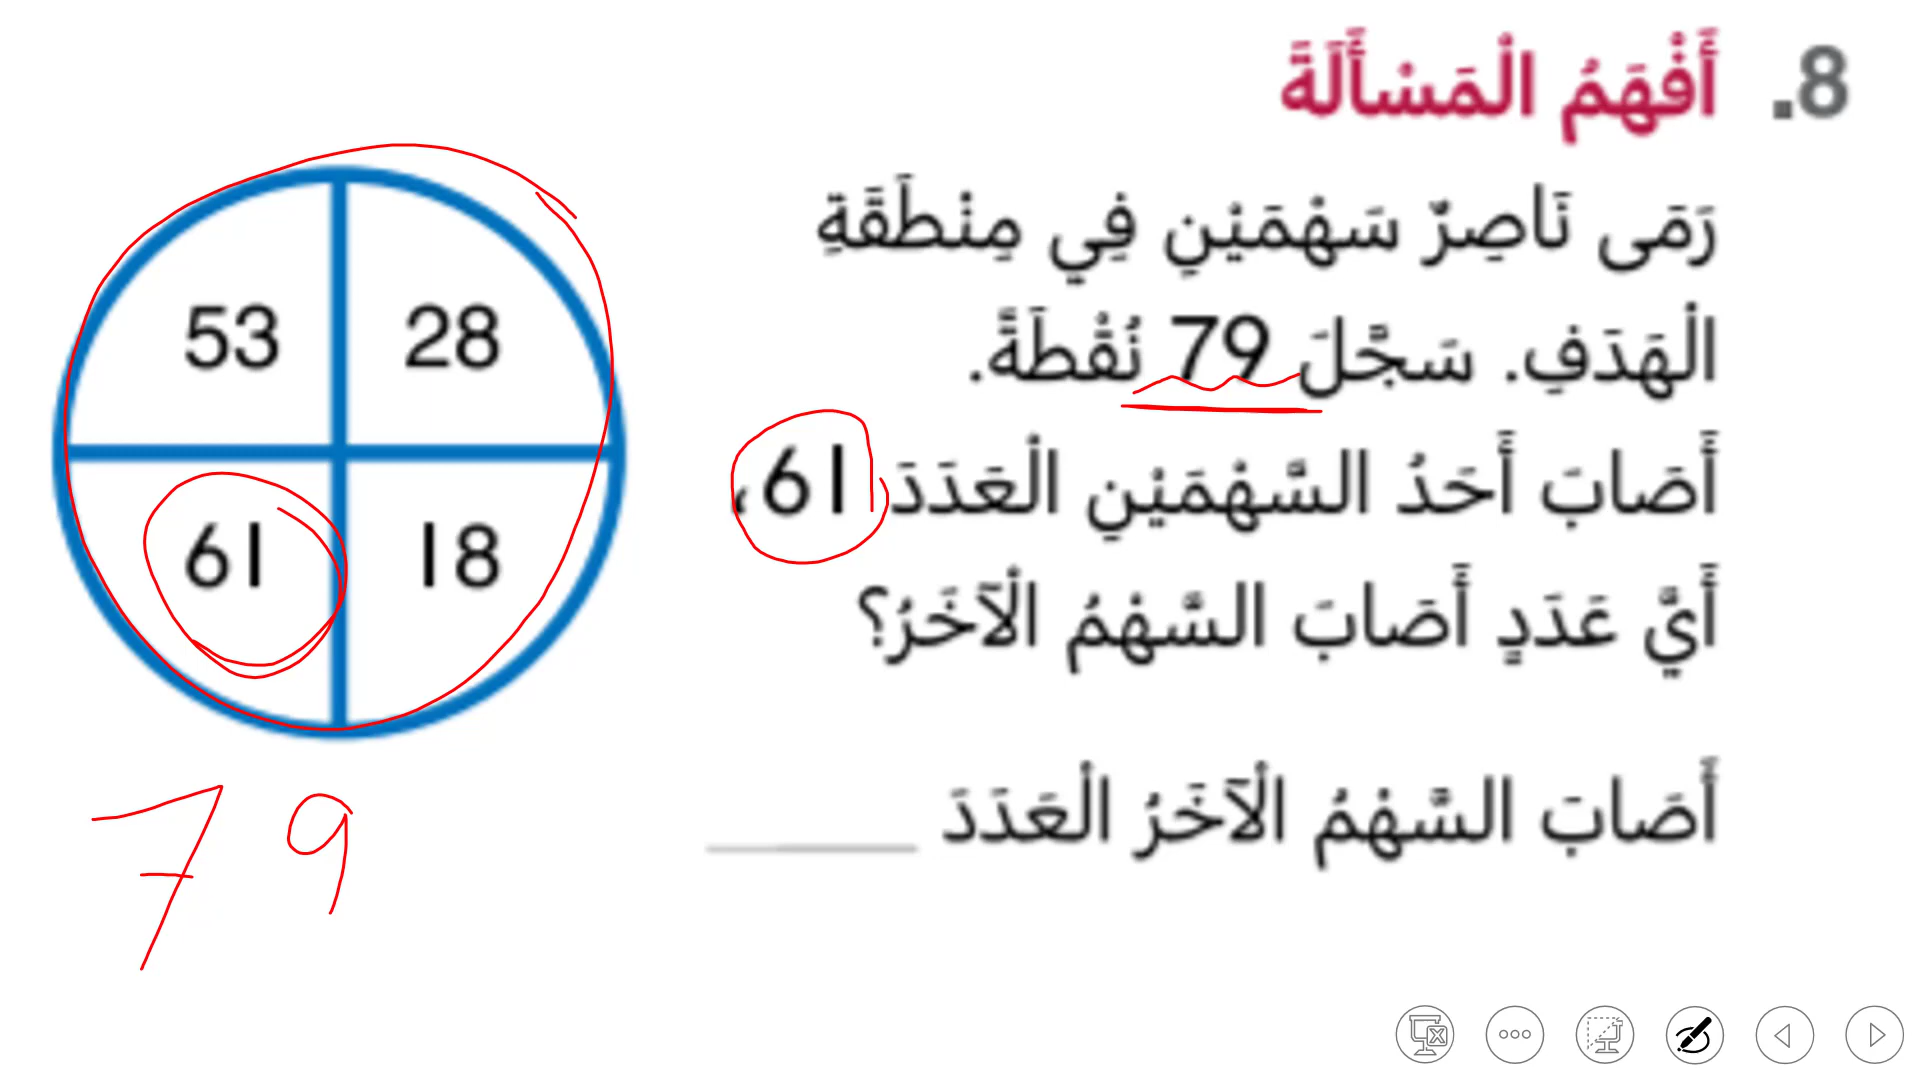 8. أَفْهَمُ الْمَسْأَلَةَ
رَمَى نَاصِرٌ سَهْمَيْنِ فِي مِنْطَقَةِ
الْهَدَفِ. سَجَّلَ 79 نُقْطَةً.
أَصَابَ أَحَدُ السَّهْمَيْنِ الْعَدَدَ 61،
أَيَّ عَدَدٍ أَصَابَ السَّهْمُ الْآخَرُ؟
أَصَابَ السَّهْمُ الْآخَرُ الْعَدَدَ
53 28
61 18
79